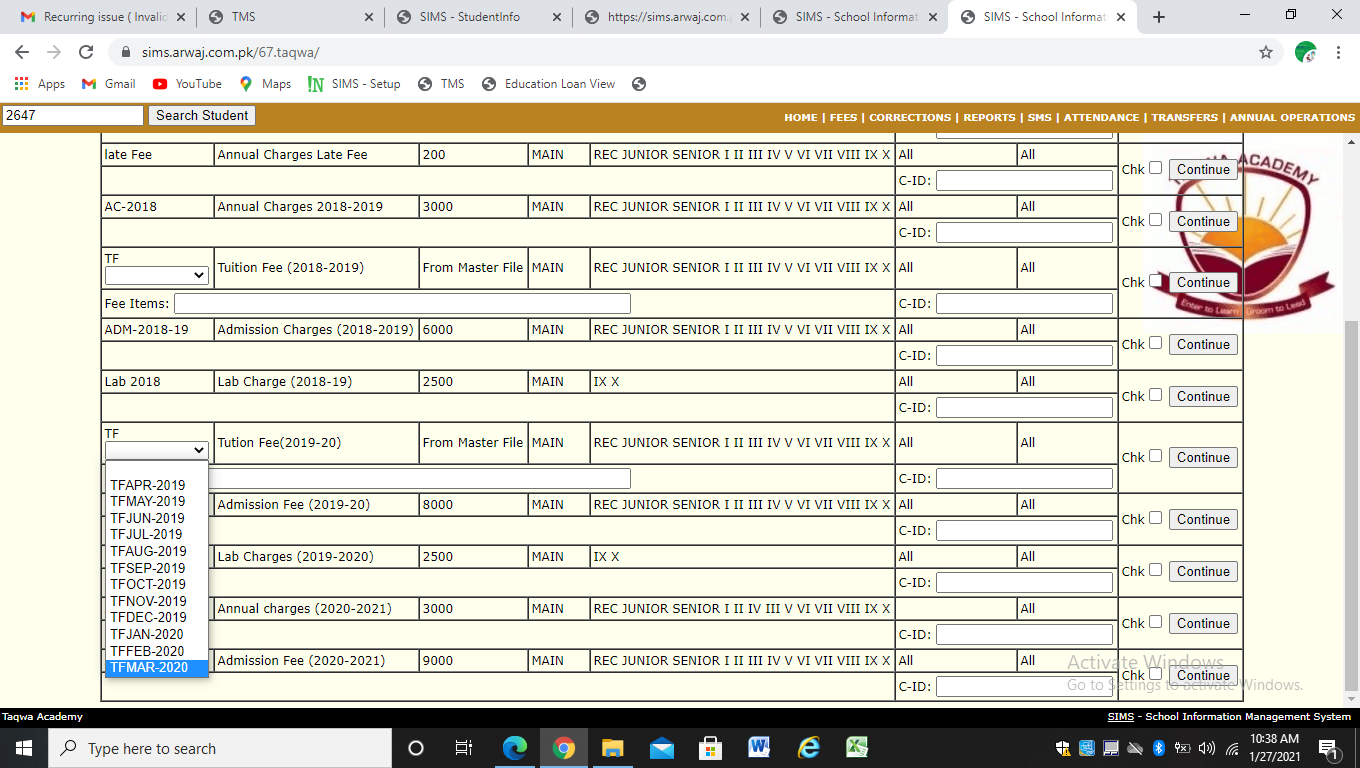 Recurring issue ( Invalid
TMS
SIMS - StudentInfo
https://sims.arwaj.com.p
SIMS - School Informat
SIMS - School Informat
sims.arwaj.com.pk/67.taqwa/
Apps
Gmail
YouTube
Maps
SIMS - Setup
TMS
Education Loan View
2647
Search Student
HOME | FEES | CORRECTIONS | REPORTS | SMS | ATTENDANCE | TRANSFERS | ANNUAL OPERATIONS
late Fee Annual Charges Late Fee 200 MAIN REC JUNIOR SENIOR I II III IV V VI VII VIII IX X All All
Chk Continue
C-ID:
AC-2018 Annual Charges 2018-2019 3000 MAIN REC JUNIOR SENIOR I II III IV V VI VII VIII IX X All All
Chk Continue
C-ID:
TF Tuition Fee (2018-2019) From Master File MAIN REC JUNIOR SENIOR I II III IV V VI VII VIII IX X All All
Chk Continue
Fee Items: C-ID:
ADM-2018-19 Admission Charges (2018-2019) 6000 MAIN REC JUNIOR SENIOR I II III IV V VI VII VIII IX X All All
Chk Continue
C-ID:
Lab 2018 Lab Charge (2018-19) 2500 MAIN IX X All All
Chk Continue
C-ID:
TF Tution Fee(2019-20) From Master File MAIN REC JUNIOR SENIOR I II III IV V VI VII VIII IX X All All
Chk Continue
C-ID:
TFAPR-2019
TFMAY-2019
TFJUN-2019
TFJUL-2019
TFAUG-2019
TFSEP-2019
TFOCT-2019
TFNOV-2019
TFDEC-2019
TFJAN-2020
TFFEB-2020
TFMAR-2020
Admission Fee (2019-20) 8000 MAIN REC JUNIOR SENIOR I II III IV V VI VII VIII IX X All All
Chk Continue
C-ID:
Lab Charges (2019-2020) 2500 MAIN IX X All All
Chk Continue
C-ID:
Annual charges (2020-2021) 3000 MAIN REC JUNIOR SENIOR I II IV III V VI VII VIII IX X All
Chk Continue
C-ID:
Admission Fee (2020-2021) 9000 MAIN REC JUNIOR SENIOR I II III IV V VI VII VIII IX X All All
Chk Continue
C-ID:
ACADEMY
Enter to Learn, Groom to Lead
Activate Windows
Go to Settings to activate Windows.
Taqwa Academy
SIMS - School Information Management System
Type here to search
10:38 AM
1/27/2021
1